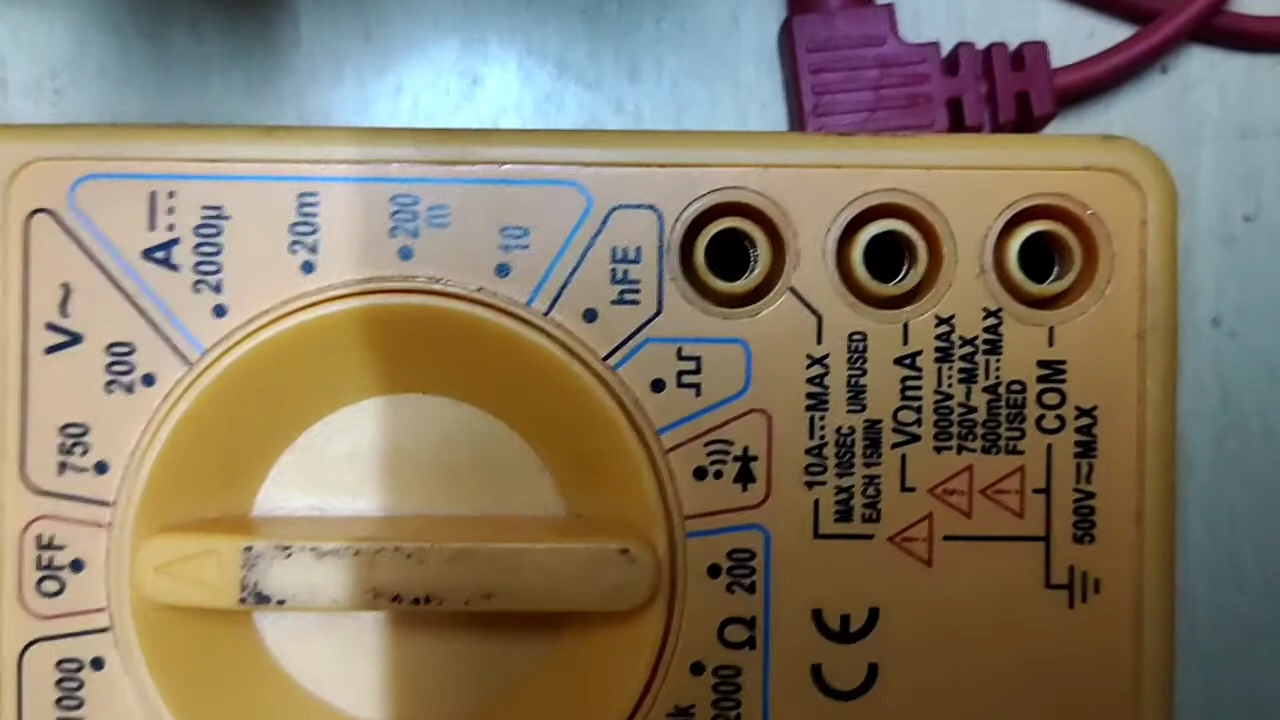 OFF
750
200
V~
A
2000µ
20m
200
m
10
hFE
200
Ω
2000
k
1000
10A MAX
MAX 10SEC UNFUSED
EACH 15MIN
VΩmA
1000V MAX
750V~MAX
500mA MAX
FUSED
COM
500V MAX
CE